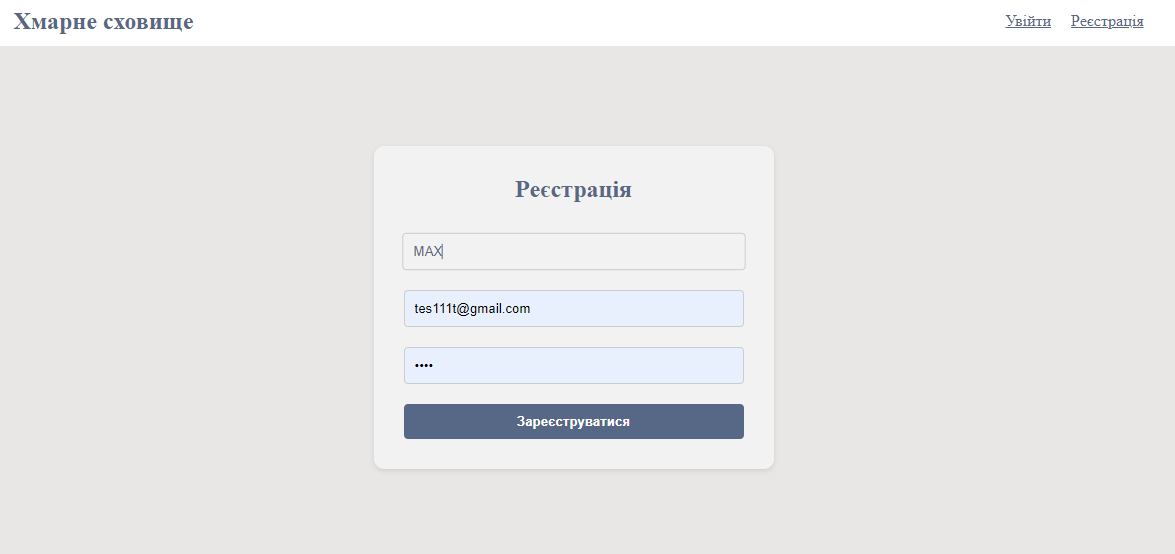 Хмарне сховище
Увійти Реєстрація
Реєстрація
MAX
tes111t@gmail.com
••••
Зареєструватися